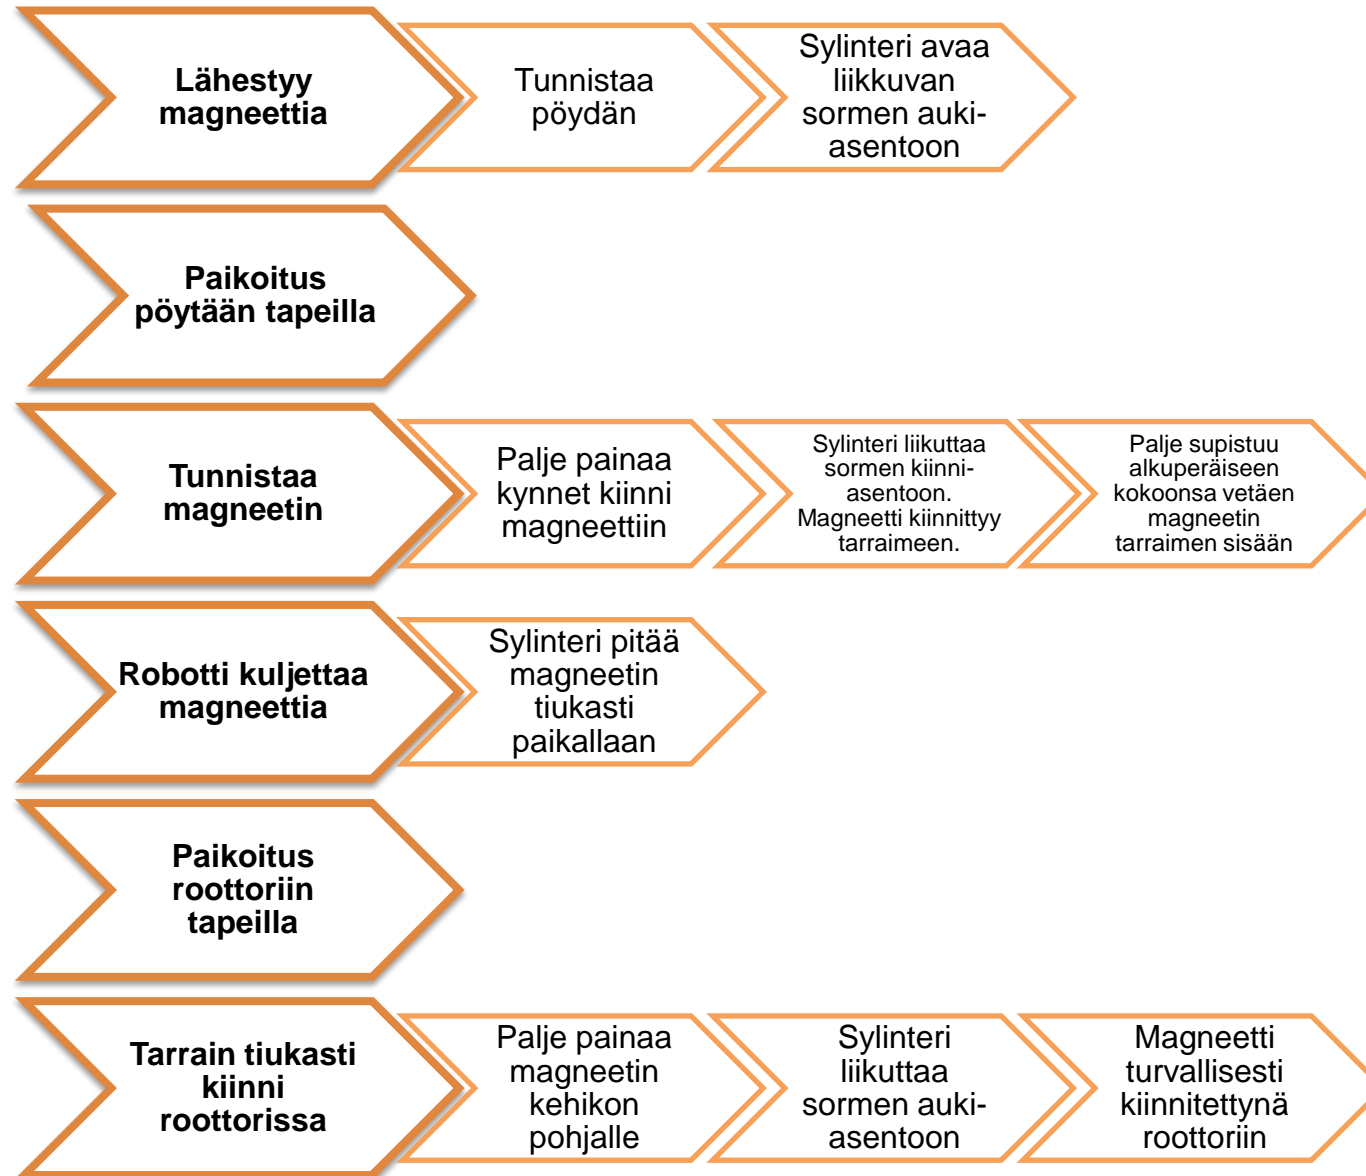 Lähestyy
magneettia
Tunnistaa
pöydän
Sylinteri avaa
liikkuvan
sormen auki-
asentoon
Paikoitus
pöytään tapeilla
Tunnistaa
magneetin
Palje painaa
kynnet kiinni
magneettiin
Sylinteri liikuttaa
sormen kiinni-
asentoon.
Magneetti kiinnittyy
tarraimeen.
Palje supistuu
alkuperäiseen
kokoonsa vetäen
magneetin
tarraimen sisään
Robotti kuljettaa
magneettia
Sylinteri pitää
magneetin
tiukasti
paikallaan
Paikoitus
roottoriin
tapeilla
Tarrain tiukasti
kiinni
roottorissa
Palje painaa
magneetin
kehikon
pohjalle
Sylinteri
liikuttaa
sormen auki-
asentoon
Magneetti
turvallisesti
kiinnitettynä
roottoriin